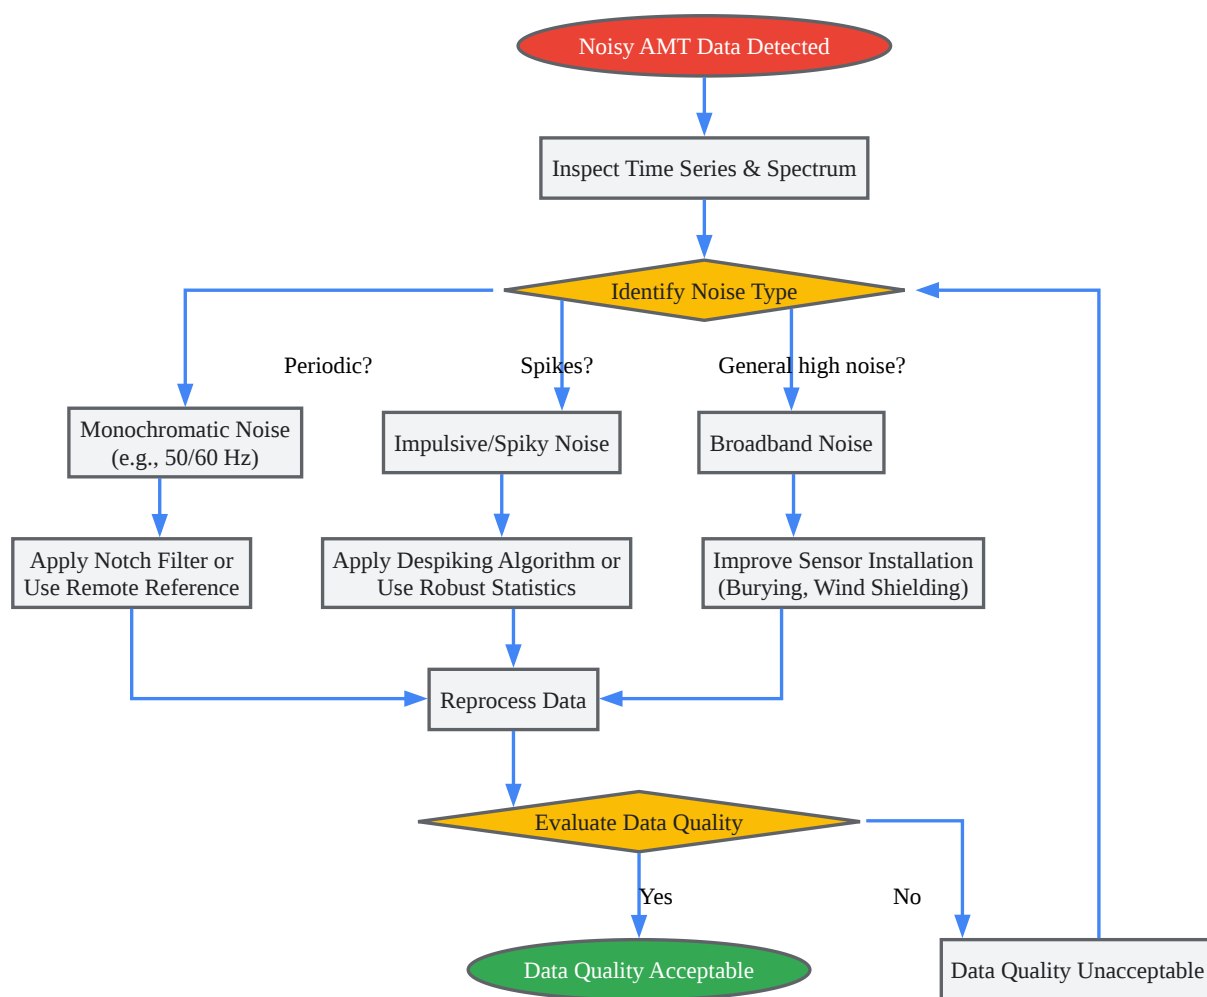 Noisy AMT Data Detected
Inspect Time Series & Spectrum
Identify Noise Type
Periodic?
Spikes?
General high noise?
Monochromatic Noise
(e.g., 50/60 Hz)
Impulsive/Spiky Noise
Broadband Noise
Apply Notch Filter or
Use Remote Reference
Apply Despiking Algorithm or
Use Robust Statistics
Improve Sensor Installation
(Burying, Wind Shielding)
Reprocess Data
Evaluate Data Quality
Yes
No
Data Quality Acceptable
Data Quality Unacceptable